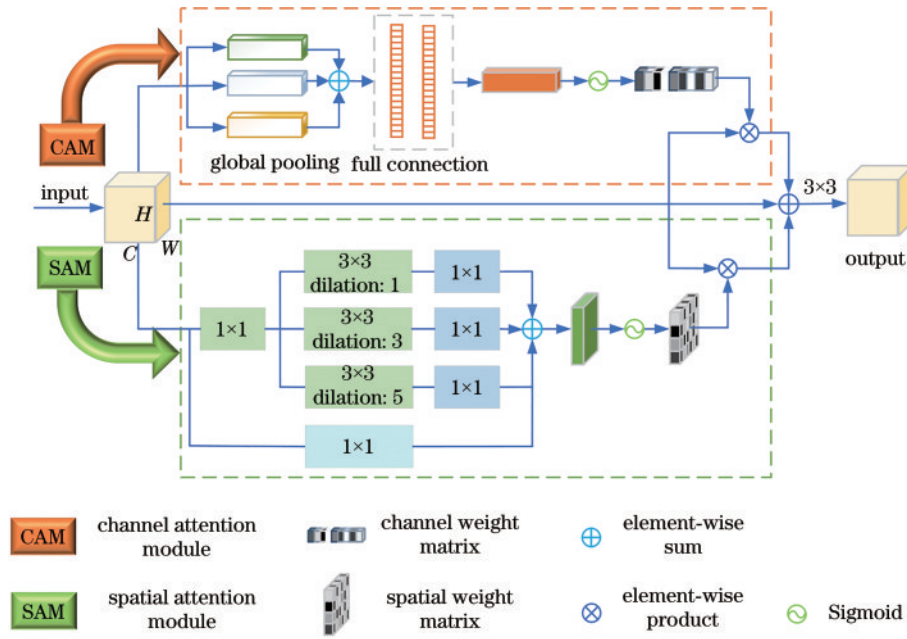 CAM
global pooling
full connection
input
H
C
W
3×3
output
SAM
1×1
3×3
dilation: 1
1×1
3×3
dilation: 3
1×1
3×3
dilation: 5
1×1
1×1
CAM
channel attention
module
channel weight
matrix
element-wise
sum
SAM
spatial attention
module
spatial weight
matrix
element-wise
product
Sigmoid